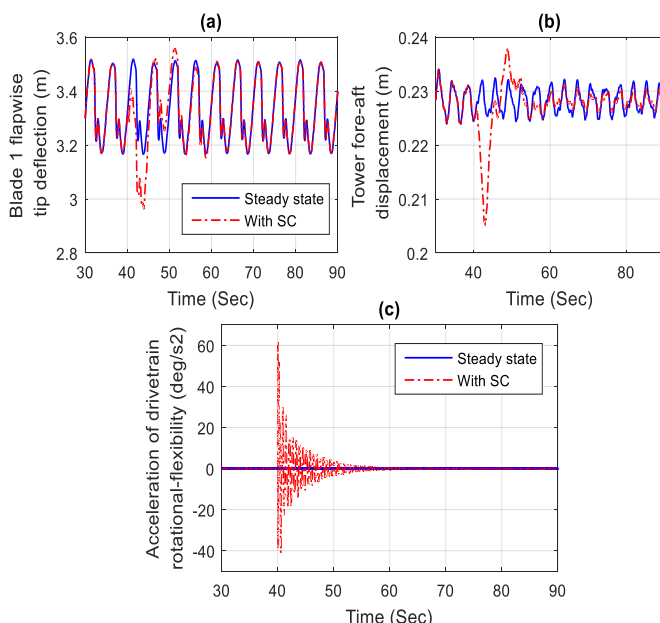 (a)
Blade 1 flapwise
tip deflection (m)
3.6
3.4
3.2
3
2.8
Steady state
With SC
30 40 50 60 70 80 90
Time (Sec)
(b)
Tower fore-aft
displacement (m)
0.24
0.23
0.22
0.21
0.2
40 60 80
Time (Sec)
(c)
Acceleration of drivetrain
rotational-flexibility (deg/s2)
60
40
20
0
-20
-40
Steady state
With SC
30 40 50 60 70 80 90
Time (Sec)